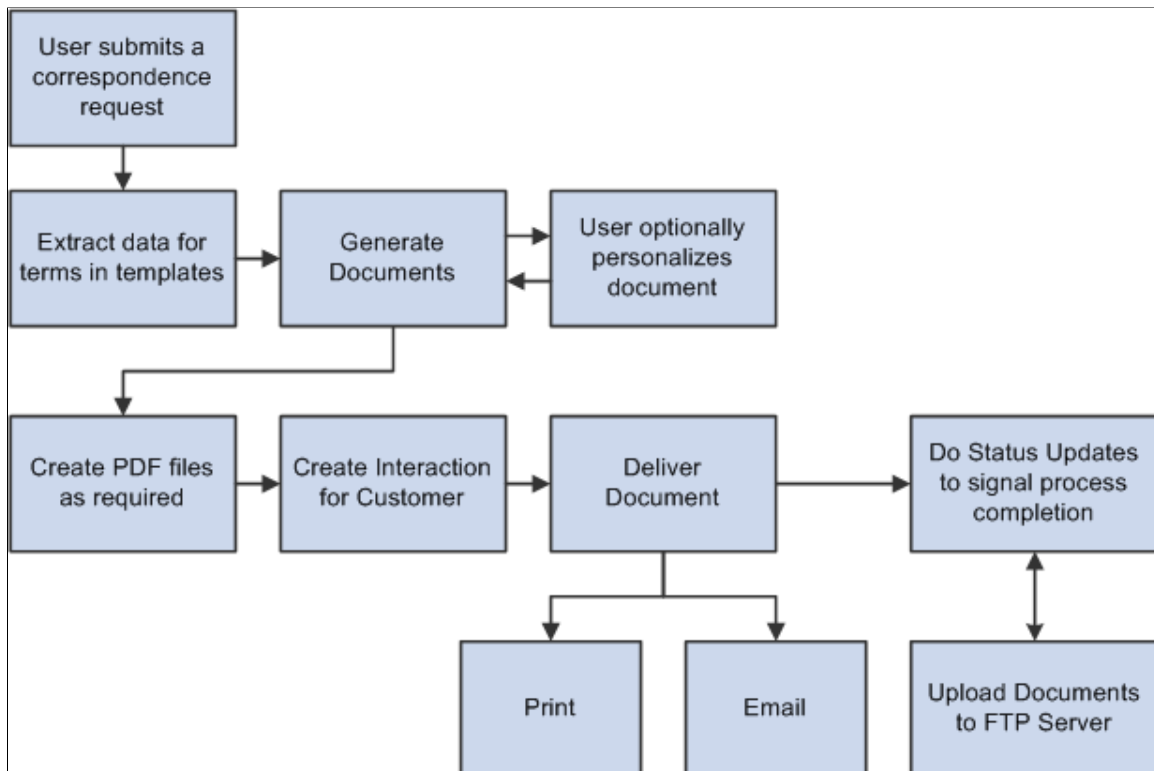 User submits a
correspondence
request
Extract data for
terms in templates
Generate
Documents
User optionally
personalizes
document
Create PDF files
as required
Create Interaction
for Customer
Deliver
Document
Do Status Updates
to signal process
completion
Print
Email
Upload Documents
to FTP Server